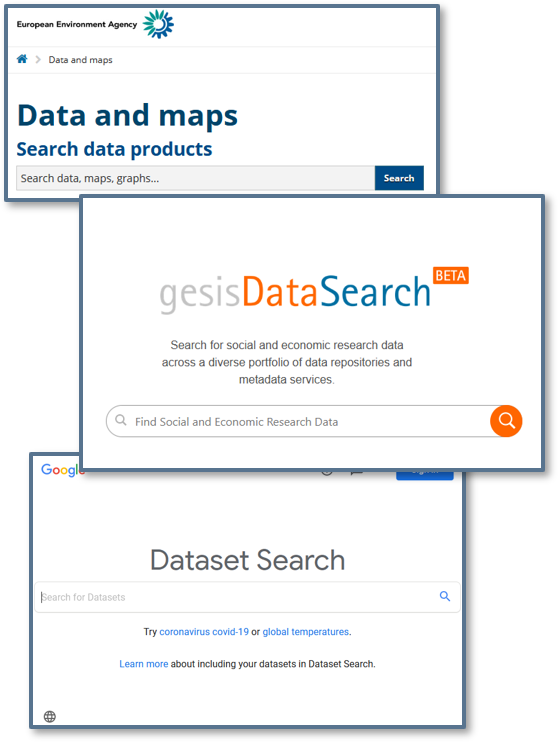 European Environment Agency
Data and maps
Data and maps
Search data products
Search data, maps, graphs...
Search
gesisDataSearch BETA
Search for social and economic research data
across a diverse portfolio of data repositories and
metadata services.
Find Social and Economic Research Data
Google
Dataset Search
Search for Datasets
Try coronavirus covid-19 or global temperatures.
Learn more about including your datasets in Dataset Search.